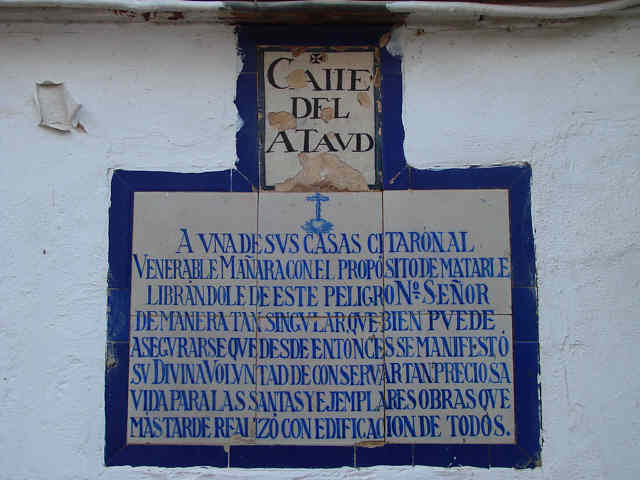 CAllE
DEL
ATAVD
A VNA DE SVS CASAS CITARÓN AL
VENERABLE MAÑARA CON EL PROPÓSITO DE MATARLE
LIBRÁNDOLE DE ESTE PELIGRO Nº. SEÑOR
DE MANERA TAN SINGVLAR QVE BIEN PVEDE
ASEGVRARSE QVE DESDE ENTONCES SE MANIFESTÓ
SV DIVINA VOLVNTAD DE CONSERVAR TAN PRECIOSA
VIDA PARA LAS SANTAS Y EJEMPLARES OBRAS QVE
MÁS TARDE REALIZÓ CON EDIFICACION DE TODOS.